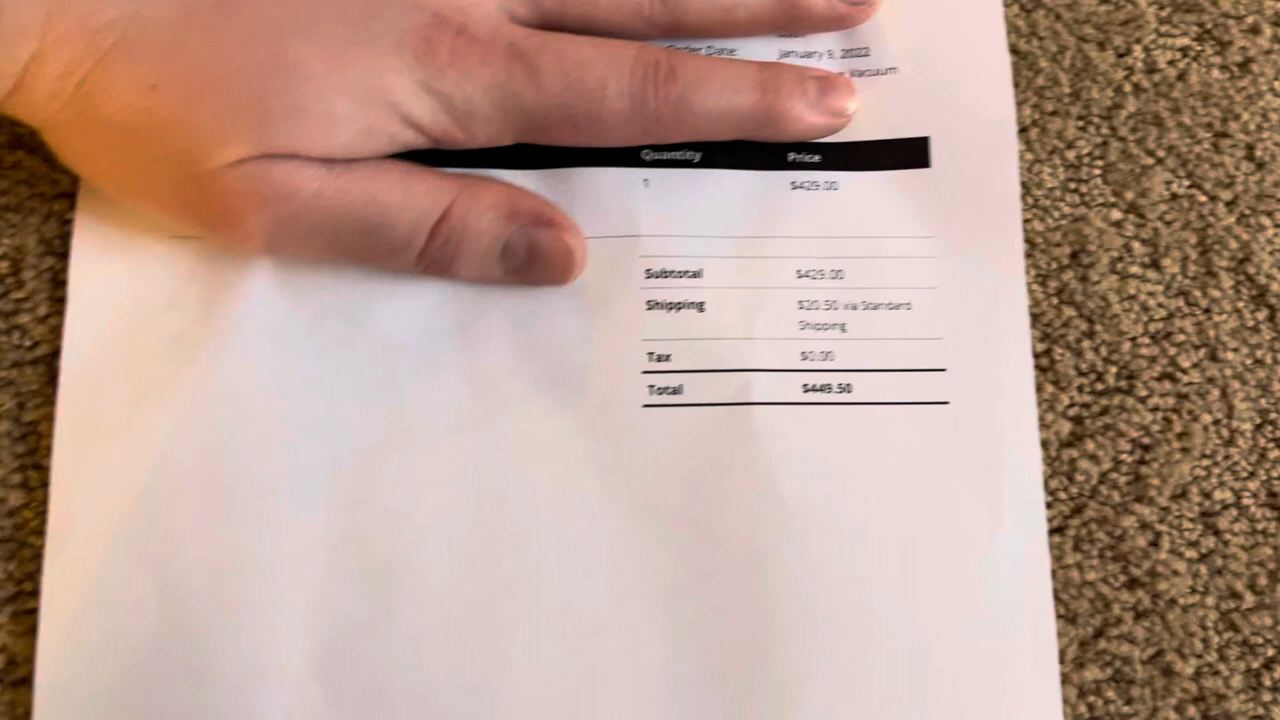 Order Date: January 9, 2022
Vacuum
Quantity Price
1 $429.00
Subtotal $429.00
Shipping $20.50 via Standard
Shipping
Tax $0.00
Total $449.50